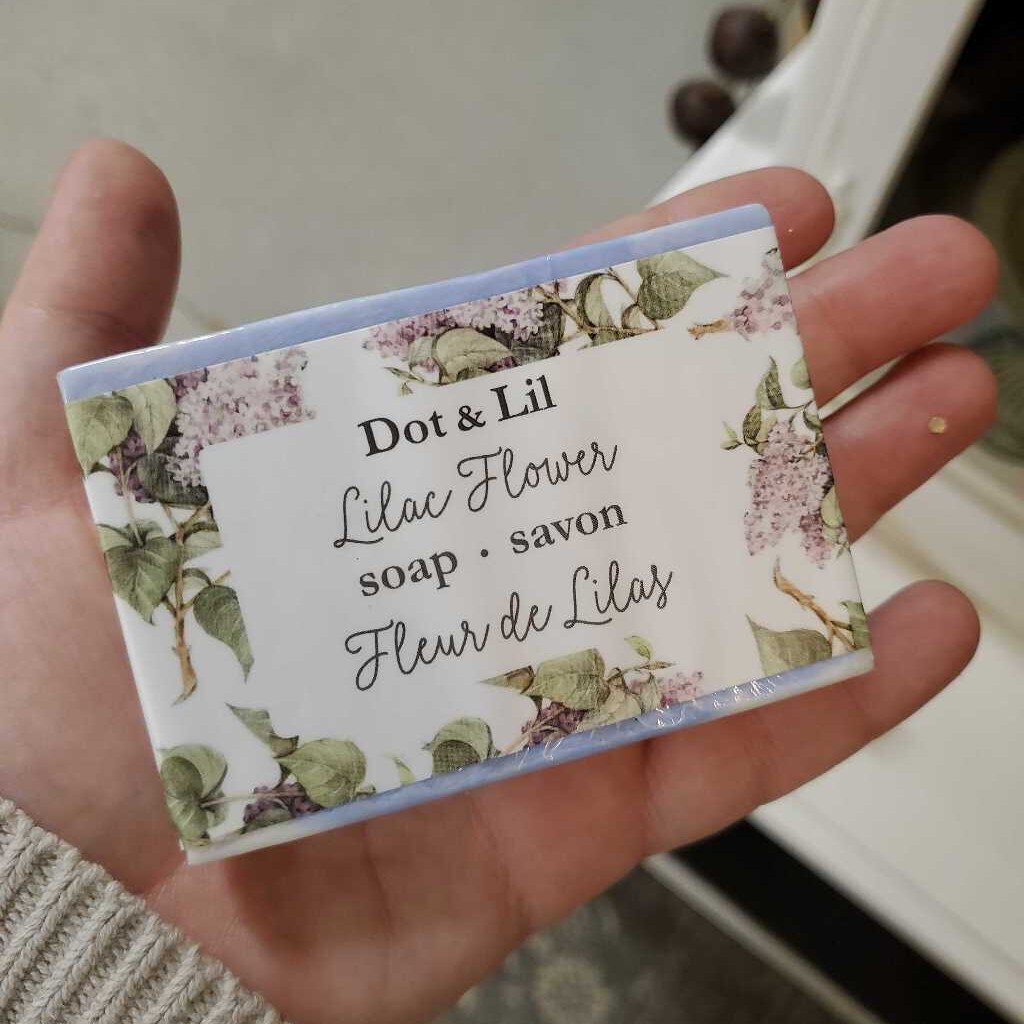 Dot & Lil
Lilac Flower
soap · savon
Fleur de Lilas